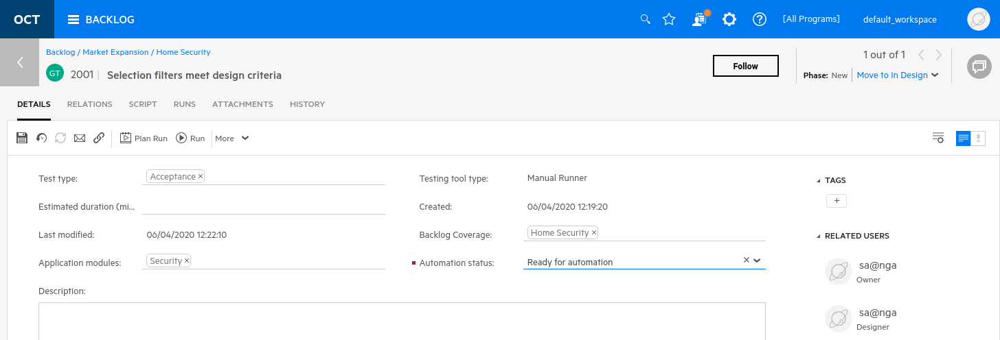 OCT BACKLOG [All Programs] default_workspace
Backlog / Market Expansion / Home Security
1 out of 1
GT 2001 Selection filters meet design criteria
Follow
Phase: New Move to In Design
DETAILS RELATIONS SCRIPT RUNS ATTACHMENTS HISTORY
Plan Run Run More
Test type: Acceptance × Testing tool type: Manual Runner
Estimated duration (mi... Created: 06/04/2020 12:19:20
Last modified: 06/04/2020 12:22:10 Backlog Coverage: Home Security ×
Application modules: Security × Automation status: Ready for automation ×
Description:
TAGS
+
RELATED USERS
sa@nga
Owner
sa@nga
Designer